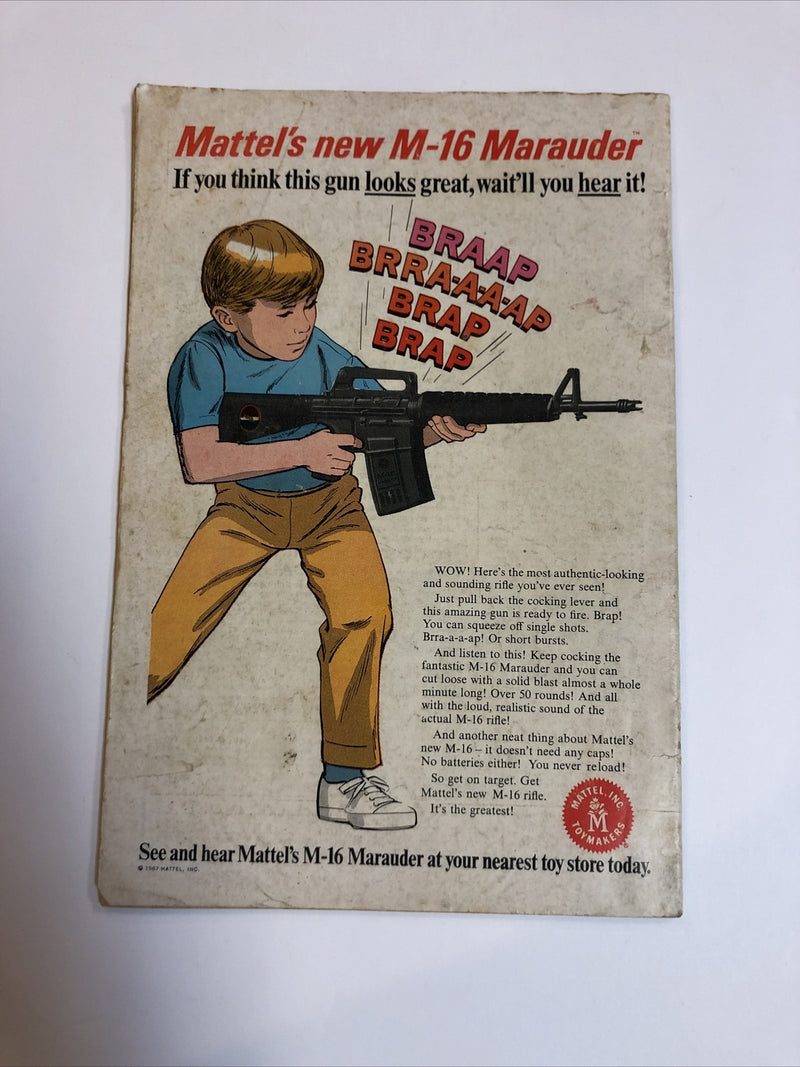 Mattel's new M-16 Marauder™
If you think this gun looks great, wait'll you hear it!
BRAAP
BRRA-A-A-AP
BRAP
BRAP
WOW! Here's the most authentic-looking
and sounding rifle you've ever seen!
Just pull back the cocking lever and
this amazing gun is ready to fire. Brap!
You can squeeze off single shots.
Brra-a-a-ap! Or short bursts.
And listen to this! Keep cocking the
fantastic M-16 Marauder and you can
cut loose with a solid blast almost a whole
minute long! Over 50 rounds! And all
with the loud, realistic sound of the
actual M-16 rifle!
And another neat thing about Mattel's
new M-16 – it doesn't need any caps!
No batteries either! You never reload!
So get on target. Get
Mattel's new M-16 rifle.
It's the greatest!
MATTEL, INC.
M
TOYMAKERS
See and hear Mattel's M-16 Marauder at your nearest toy store today.
© 1967 MATTEL, INC.